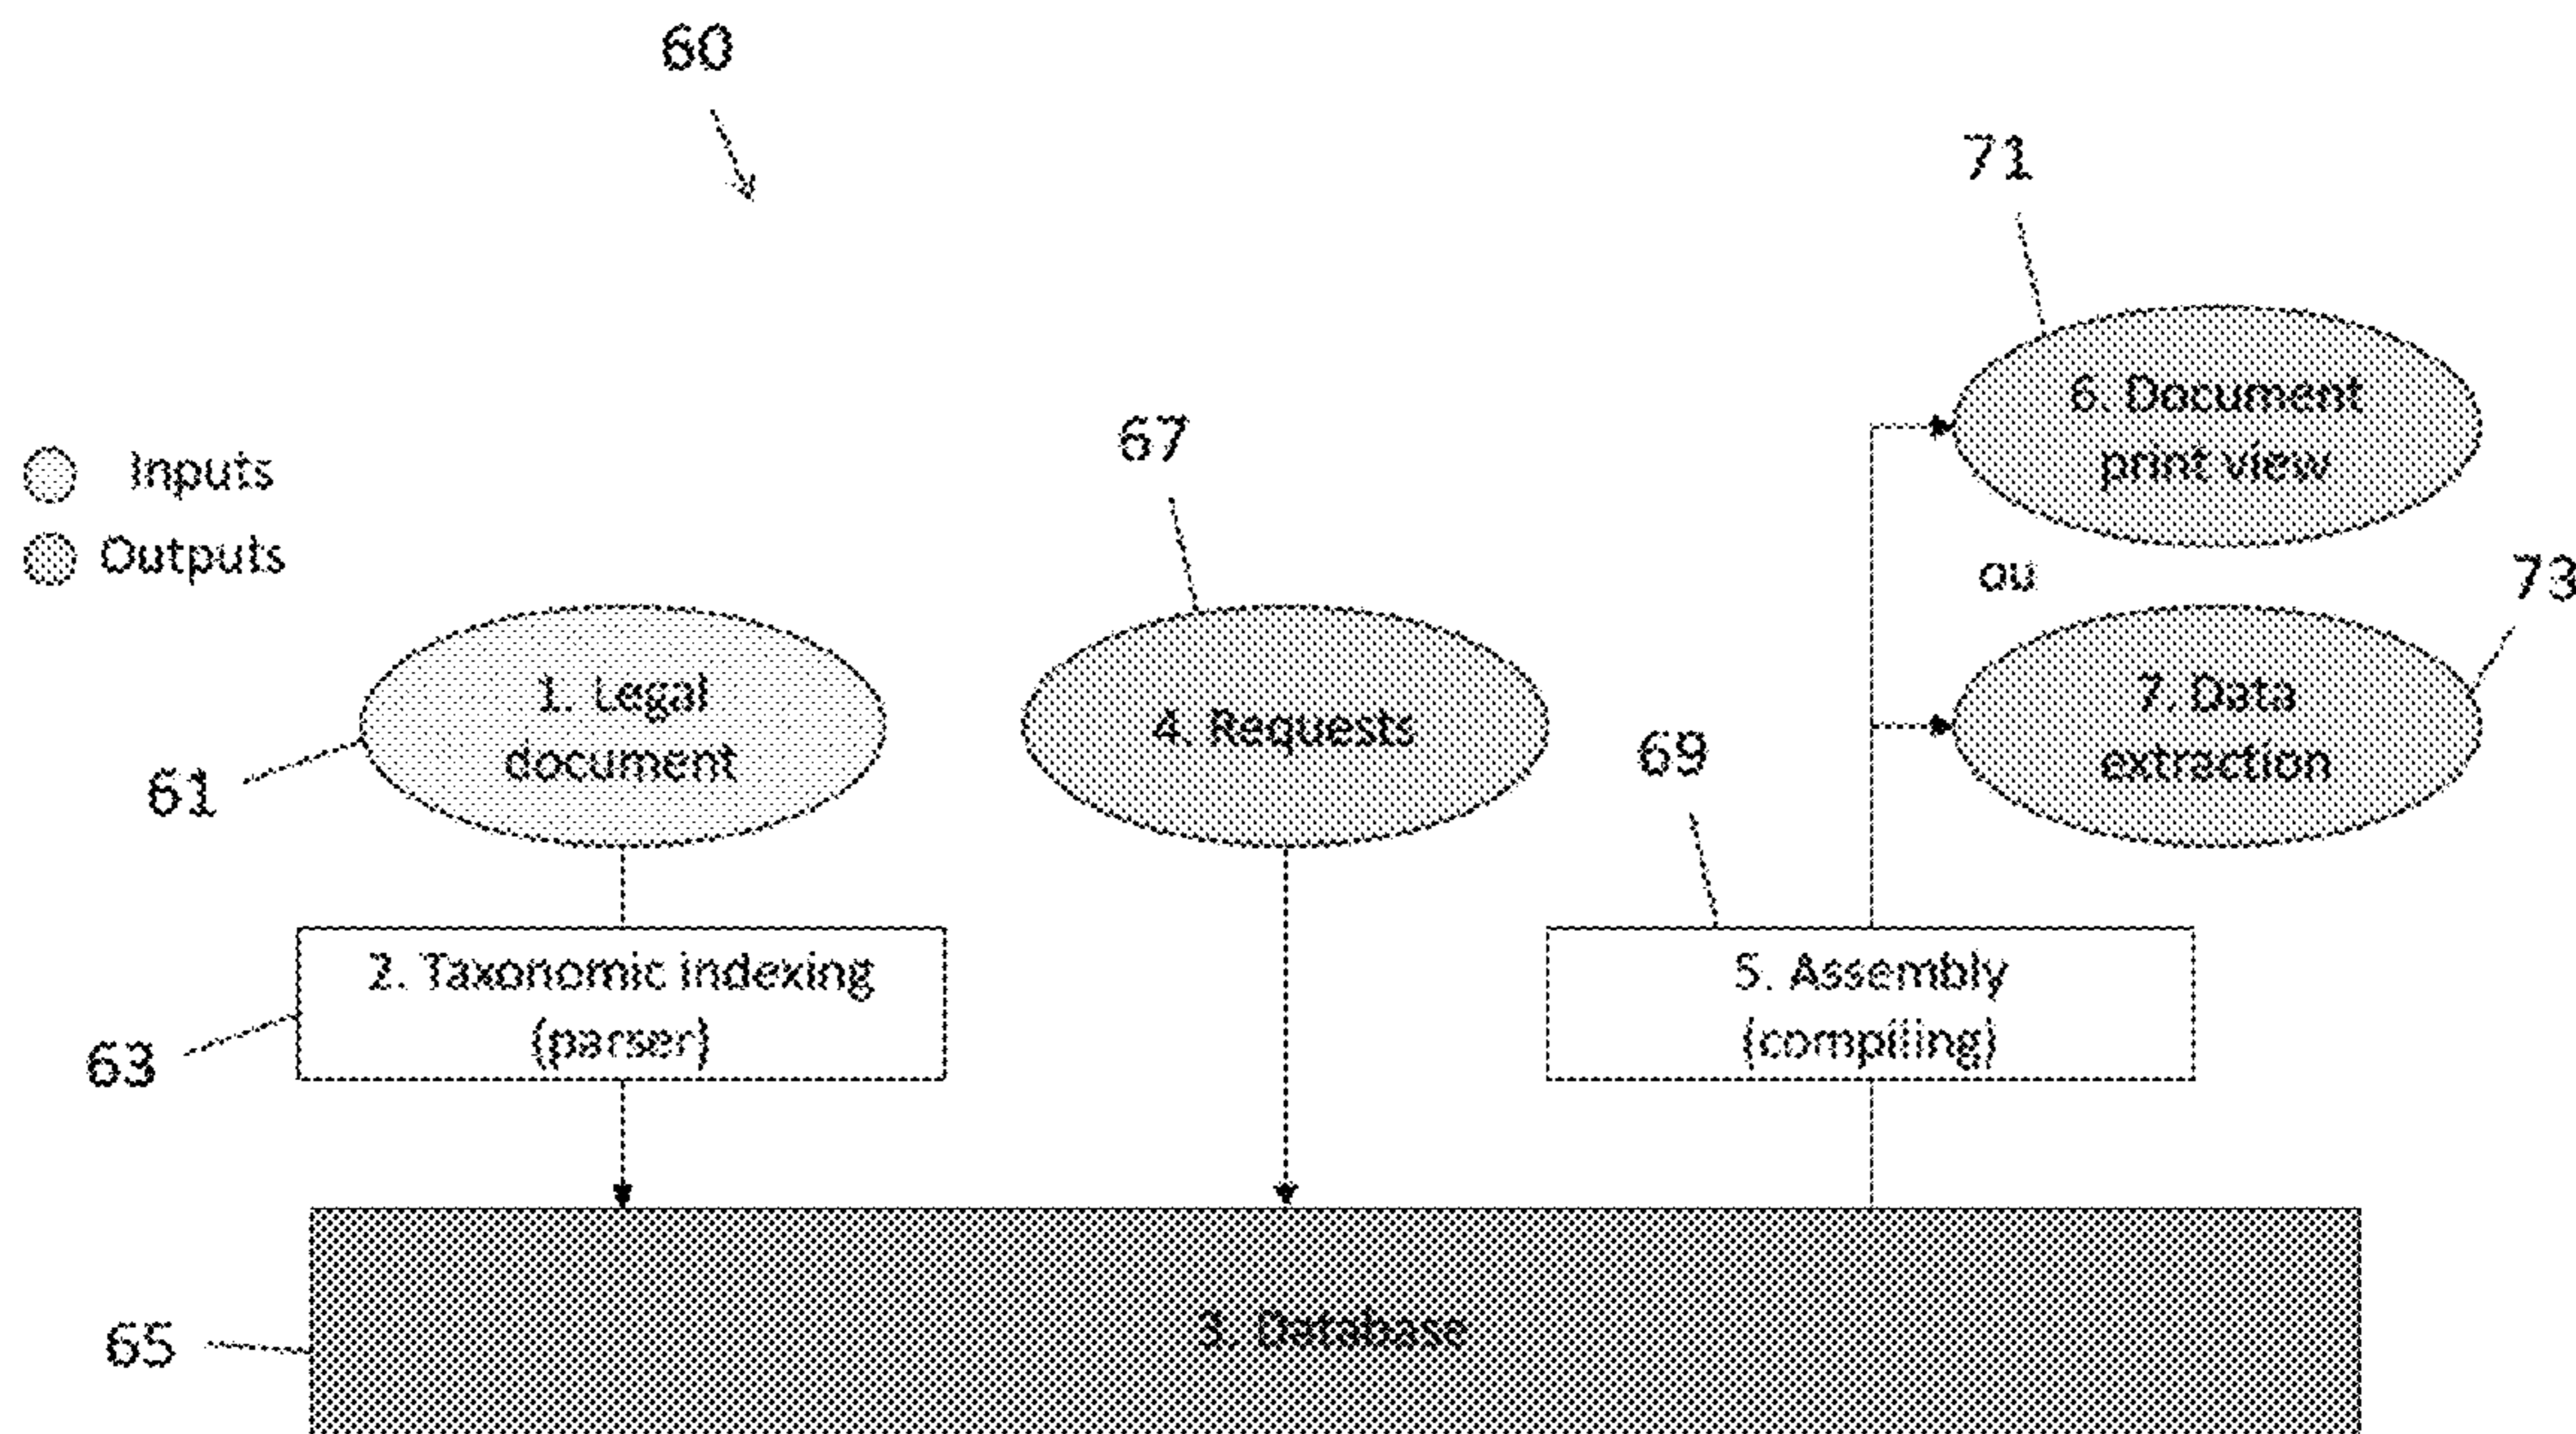 60
71
67
6. Document
print view
Inputs
Outputs
ou
73
1. Legal
document
4. Requests
7. Data
extraction
69
61
2. Taxonomic indexing
(parser)
5. Assembly
(compiling)
63
3. Database
65